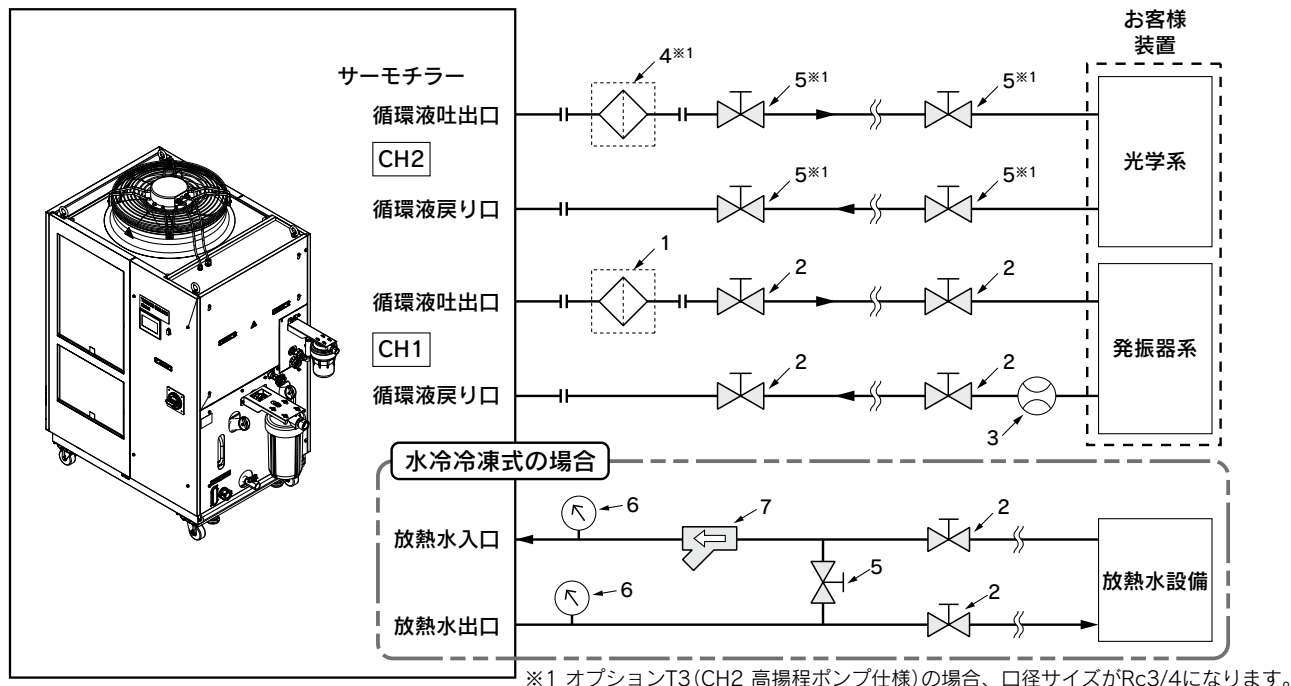 お客様
装置
サーモチラー
4※1
5※1
5※1
循環液吐出口
CH2
光学系
5※1
5※1
循環液戻り口
1
2
2
循環液吐出口
CH1
発振器系
2
2
循環液戻り口
3
水冷冷凍式の場合
6
7
2
放熱水入口
5
放熱水設備
6
2
放熱水出口
※1 オプションT3(CH2 高揚程ポンプ仕様)の場合、口径サイズがRc3/4になります。